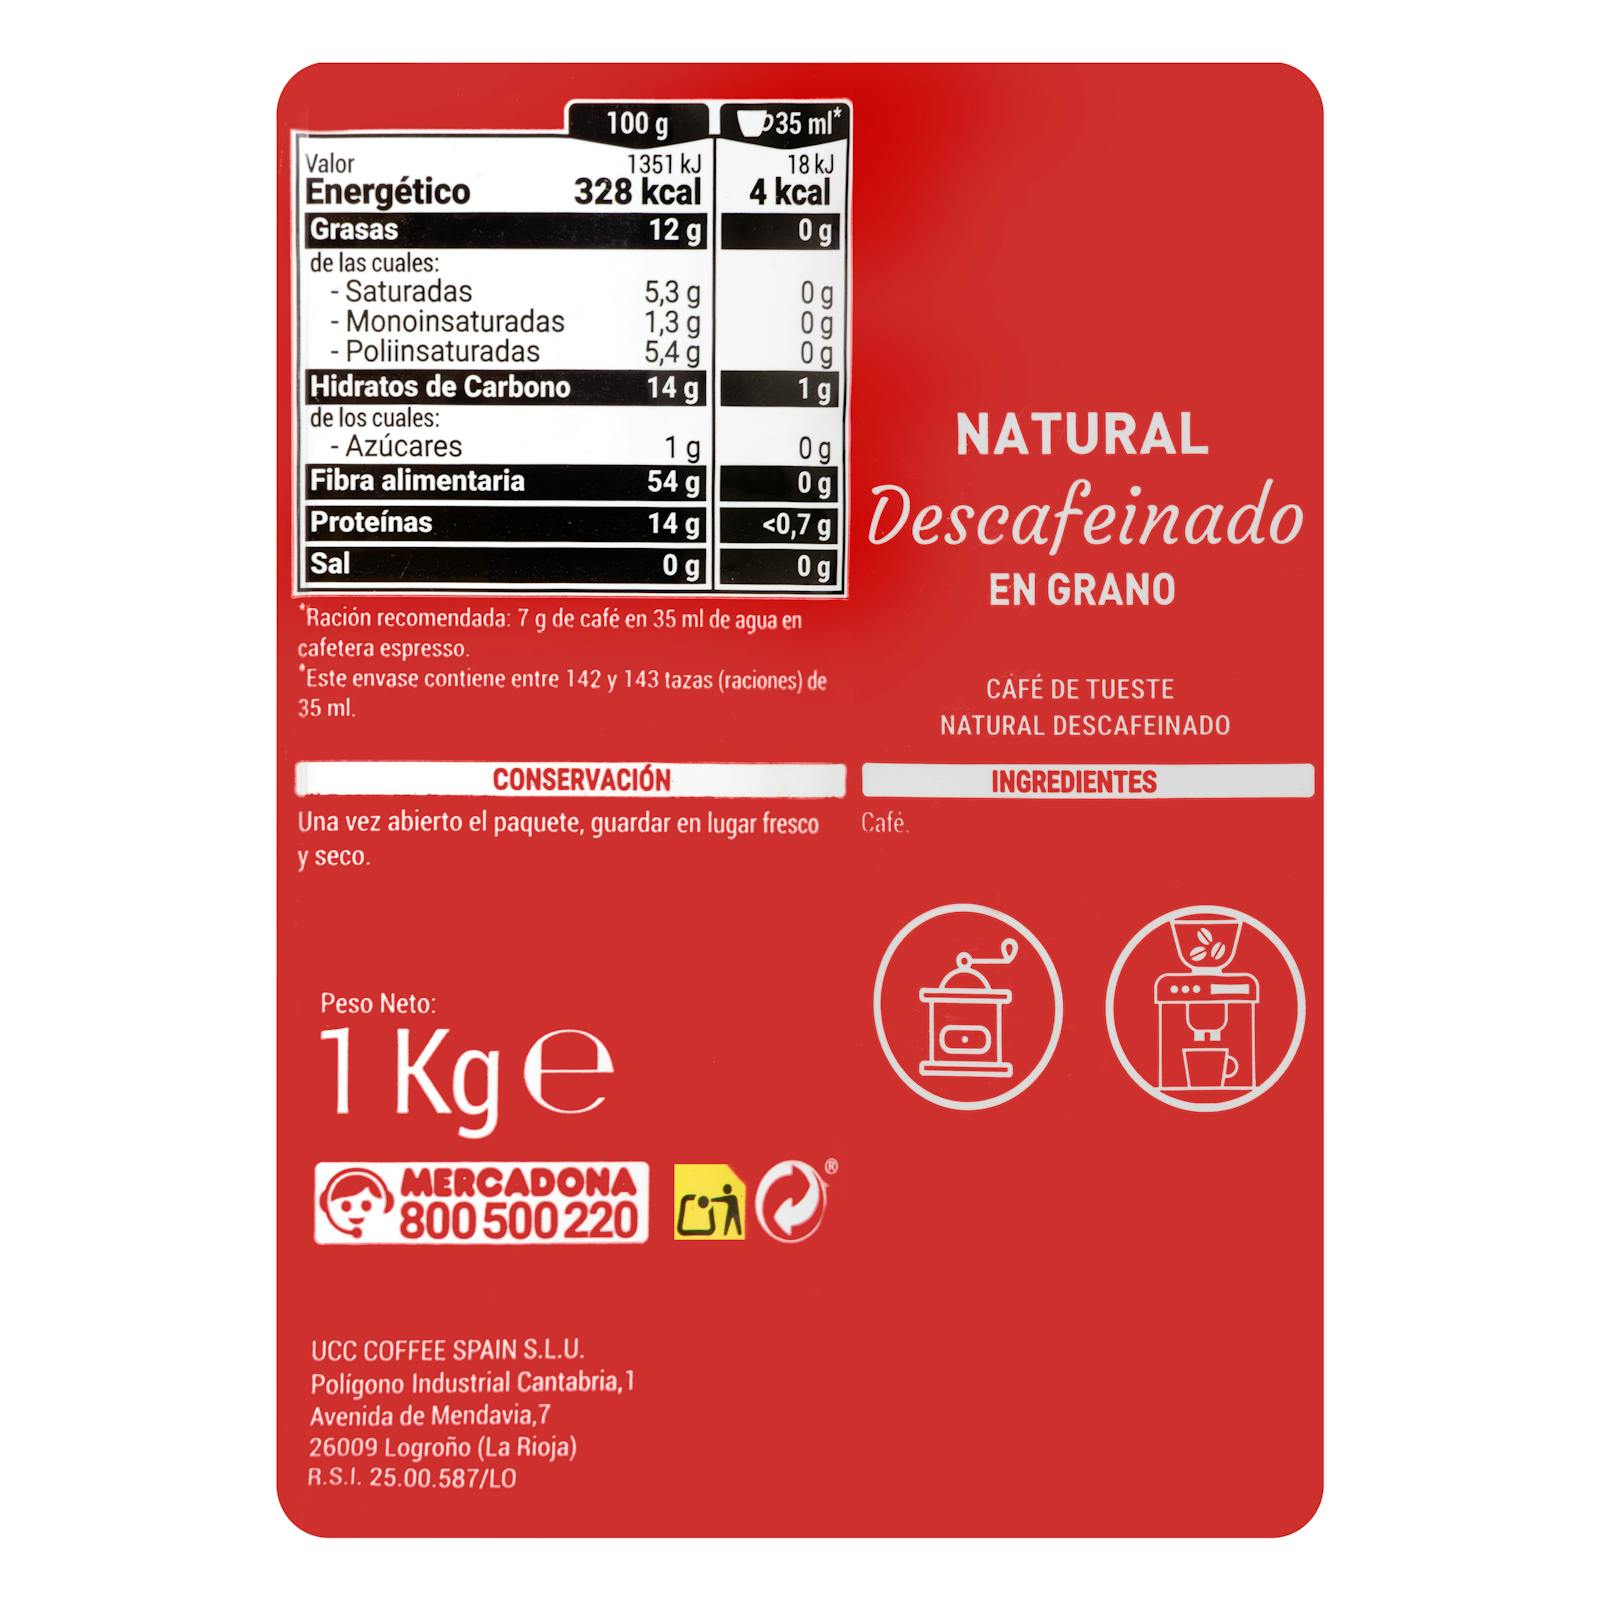 100 g 35 ml*
Valor 1351 kJ 18 kJ
Energético 328 kcal 4 kcal
Grasas 12 g 0 g
de las cuales:
- Saturadas 5,3 g 0 g
- Monoinsaturadas 1,3 g 0 g
- Poliinsaturadas 5,4 g 0 g
Hidratos de Carbono 14 g 1 g
de los cuales:
- Azúcares 1 g 0 g
Fibra alimentaria 54 g 0 g
Proteínas 14 g <0,7 g
Sal 0 g 0 g
*Ración recomendada: 7 g de café en 35 ml de agua en
cafetera espresso.
*Este envase contiene entre 142 y 143 tazas (raciones) de
35 ml.
CONSERVACIÓN
Una vez abierto el paquete, guardar en lugar fresco
y seco.
Peso Neto:
1 Kg e
MERCADONA
800 500 220
®
UCC COFFEE SPAIN S.L.U.
Polígono Industrial Cantabria,1
Avenida de Mendavia,7
26009 Logroño (La Rioja)
R.S.I. 25.00.587/LO
NATURAL
Descafeinado
EN GRANO
CAFÉ DE TUESTE
NATURAL DESCAFEINADO
INGREDIENTES
Café.